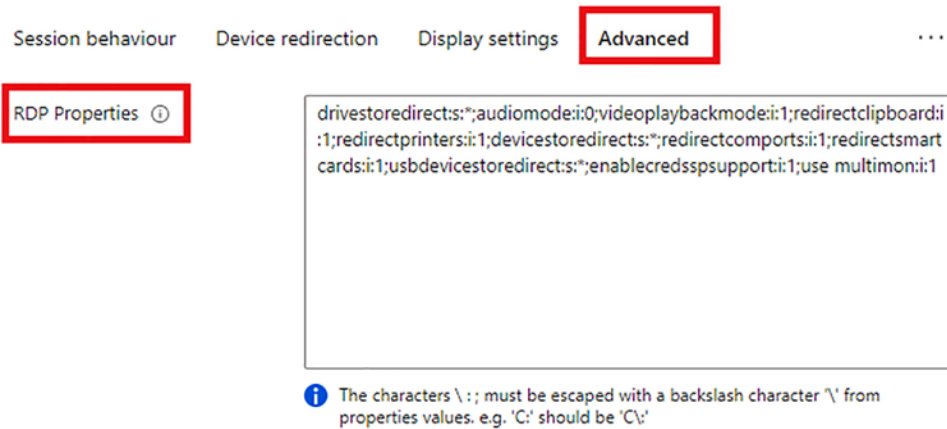 Session behaviour Device redirection Display settings Advanced ...
RDP Properties
drivestoredirect:s:*;audiomode:i:0;videoplaybackmode:i:1;redirectclipboard:i
:1;redirectprinters:i:1;devicestoredirect:s:*;redirectcomports:i:1;redirectsmart
cards:i:1;usbdevicestoredirect:s:*;enablecredsspsupport:i:1;use multimon:i:1
The characters \ : ; must be escaped with a backslash character '\' from
properties values. e.g. 'C:' should be 'C\:'